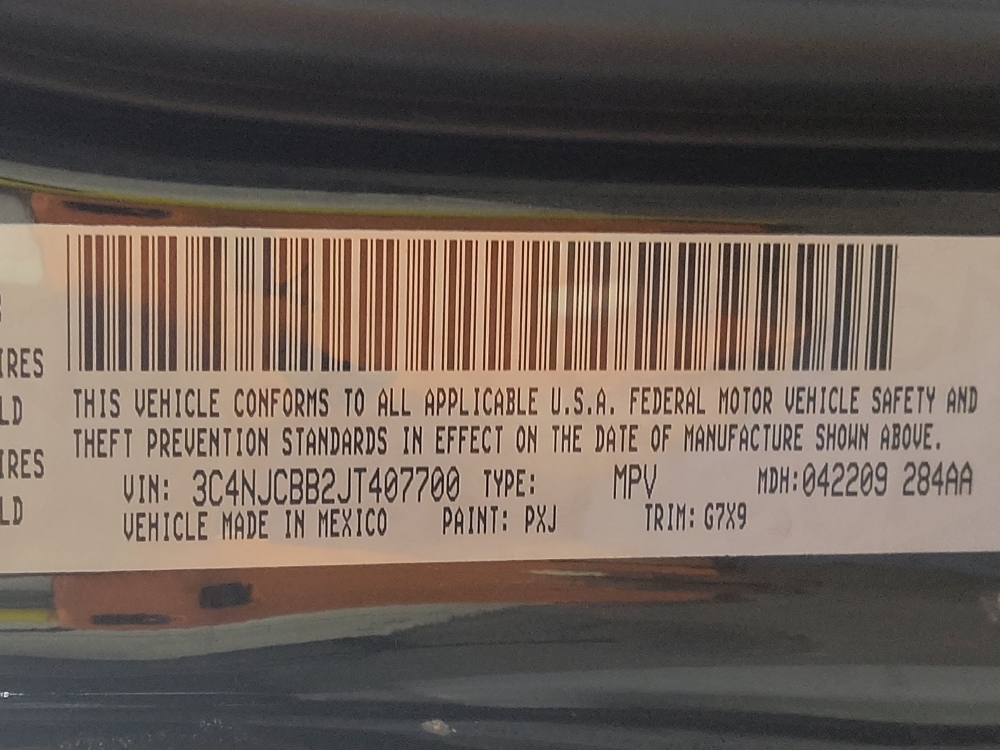 IRES
LD
IRES
LD
THIS VEHICLE CONFORMS TO ALL APPLICABLE U.S.A. FEDERAL MOTOR VEHICLE SAFETY AND
THEFT PREVENTION STANDARDS IN EFFECT ON THE DATE OF MANUFACTURE SHOWN ABOVE.
VIN: 3C4NJCBB2JT407700 TYPE: MPV MDH:042209 284AA
VEHICLE MADE IN MEXICO PAINT: PXJ TRIM: G7X9